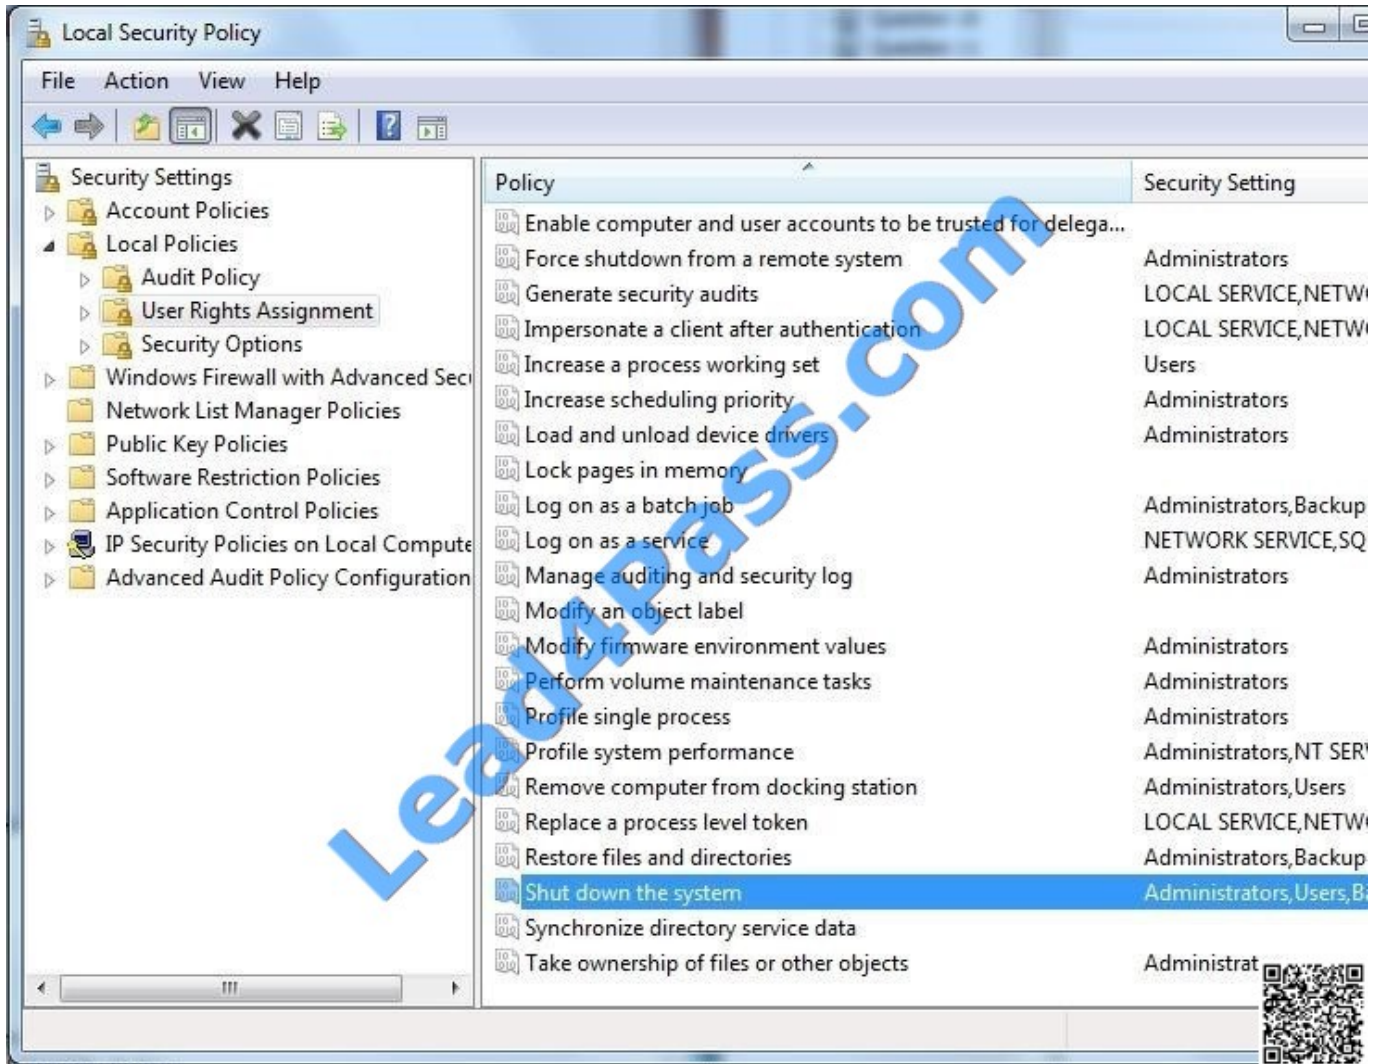 Local Security Policy
File Action View Help
Security Settings
Account Policies
Local Policies
Audit Policy
User Rights Assignment
Security Options
Windows Firewall with Advanced Secu
Network List Manager Policies
Public Key Policies
Software Restriction Policies
Application Control Policies
IP Security Policies on Local Compute
Advanced Audit Policy Configuration
Policy Security Setting
Enable computer and user accounts to be trusted for delega...
Force shutdown from a remote system Administrators
Generate security audits LOCAL SERVICE,NETW
Impersonate a client after authentication LOCAL SERVICE,NETW
Increase a process working set Users
Increase scheduling priority Administrators
Load and unload device drivers Administrators
Lock pages in memory
Log on as a batch job Administrators,Backup
Log on as a service NETWORK SERVICE,SQ
Manage auditing and security log Administrators
Modify an object label
Modify firmware environment values Administrators
Perform volume maintenance tasks Administrators
Profile single process Administrators
Profile system performance Administrators,NT SER
Remove computer from docking station Administrators,Users
Replace a process level token LOCAL SERVICE,NETW
Restore files and directories Administrators,Backup
Shut down the system Administrators,Users,Ba
Synchronize directory service data
Take ownership of files or other objects Administrat
Lead4Pass.com